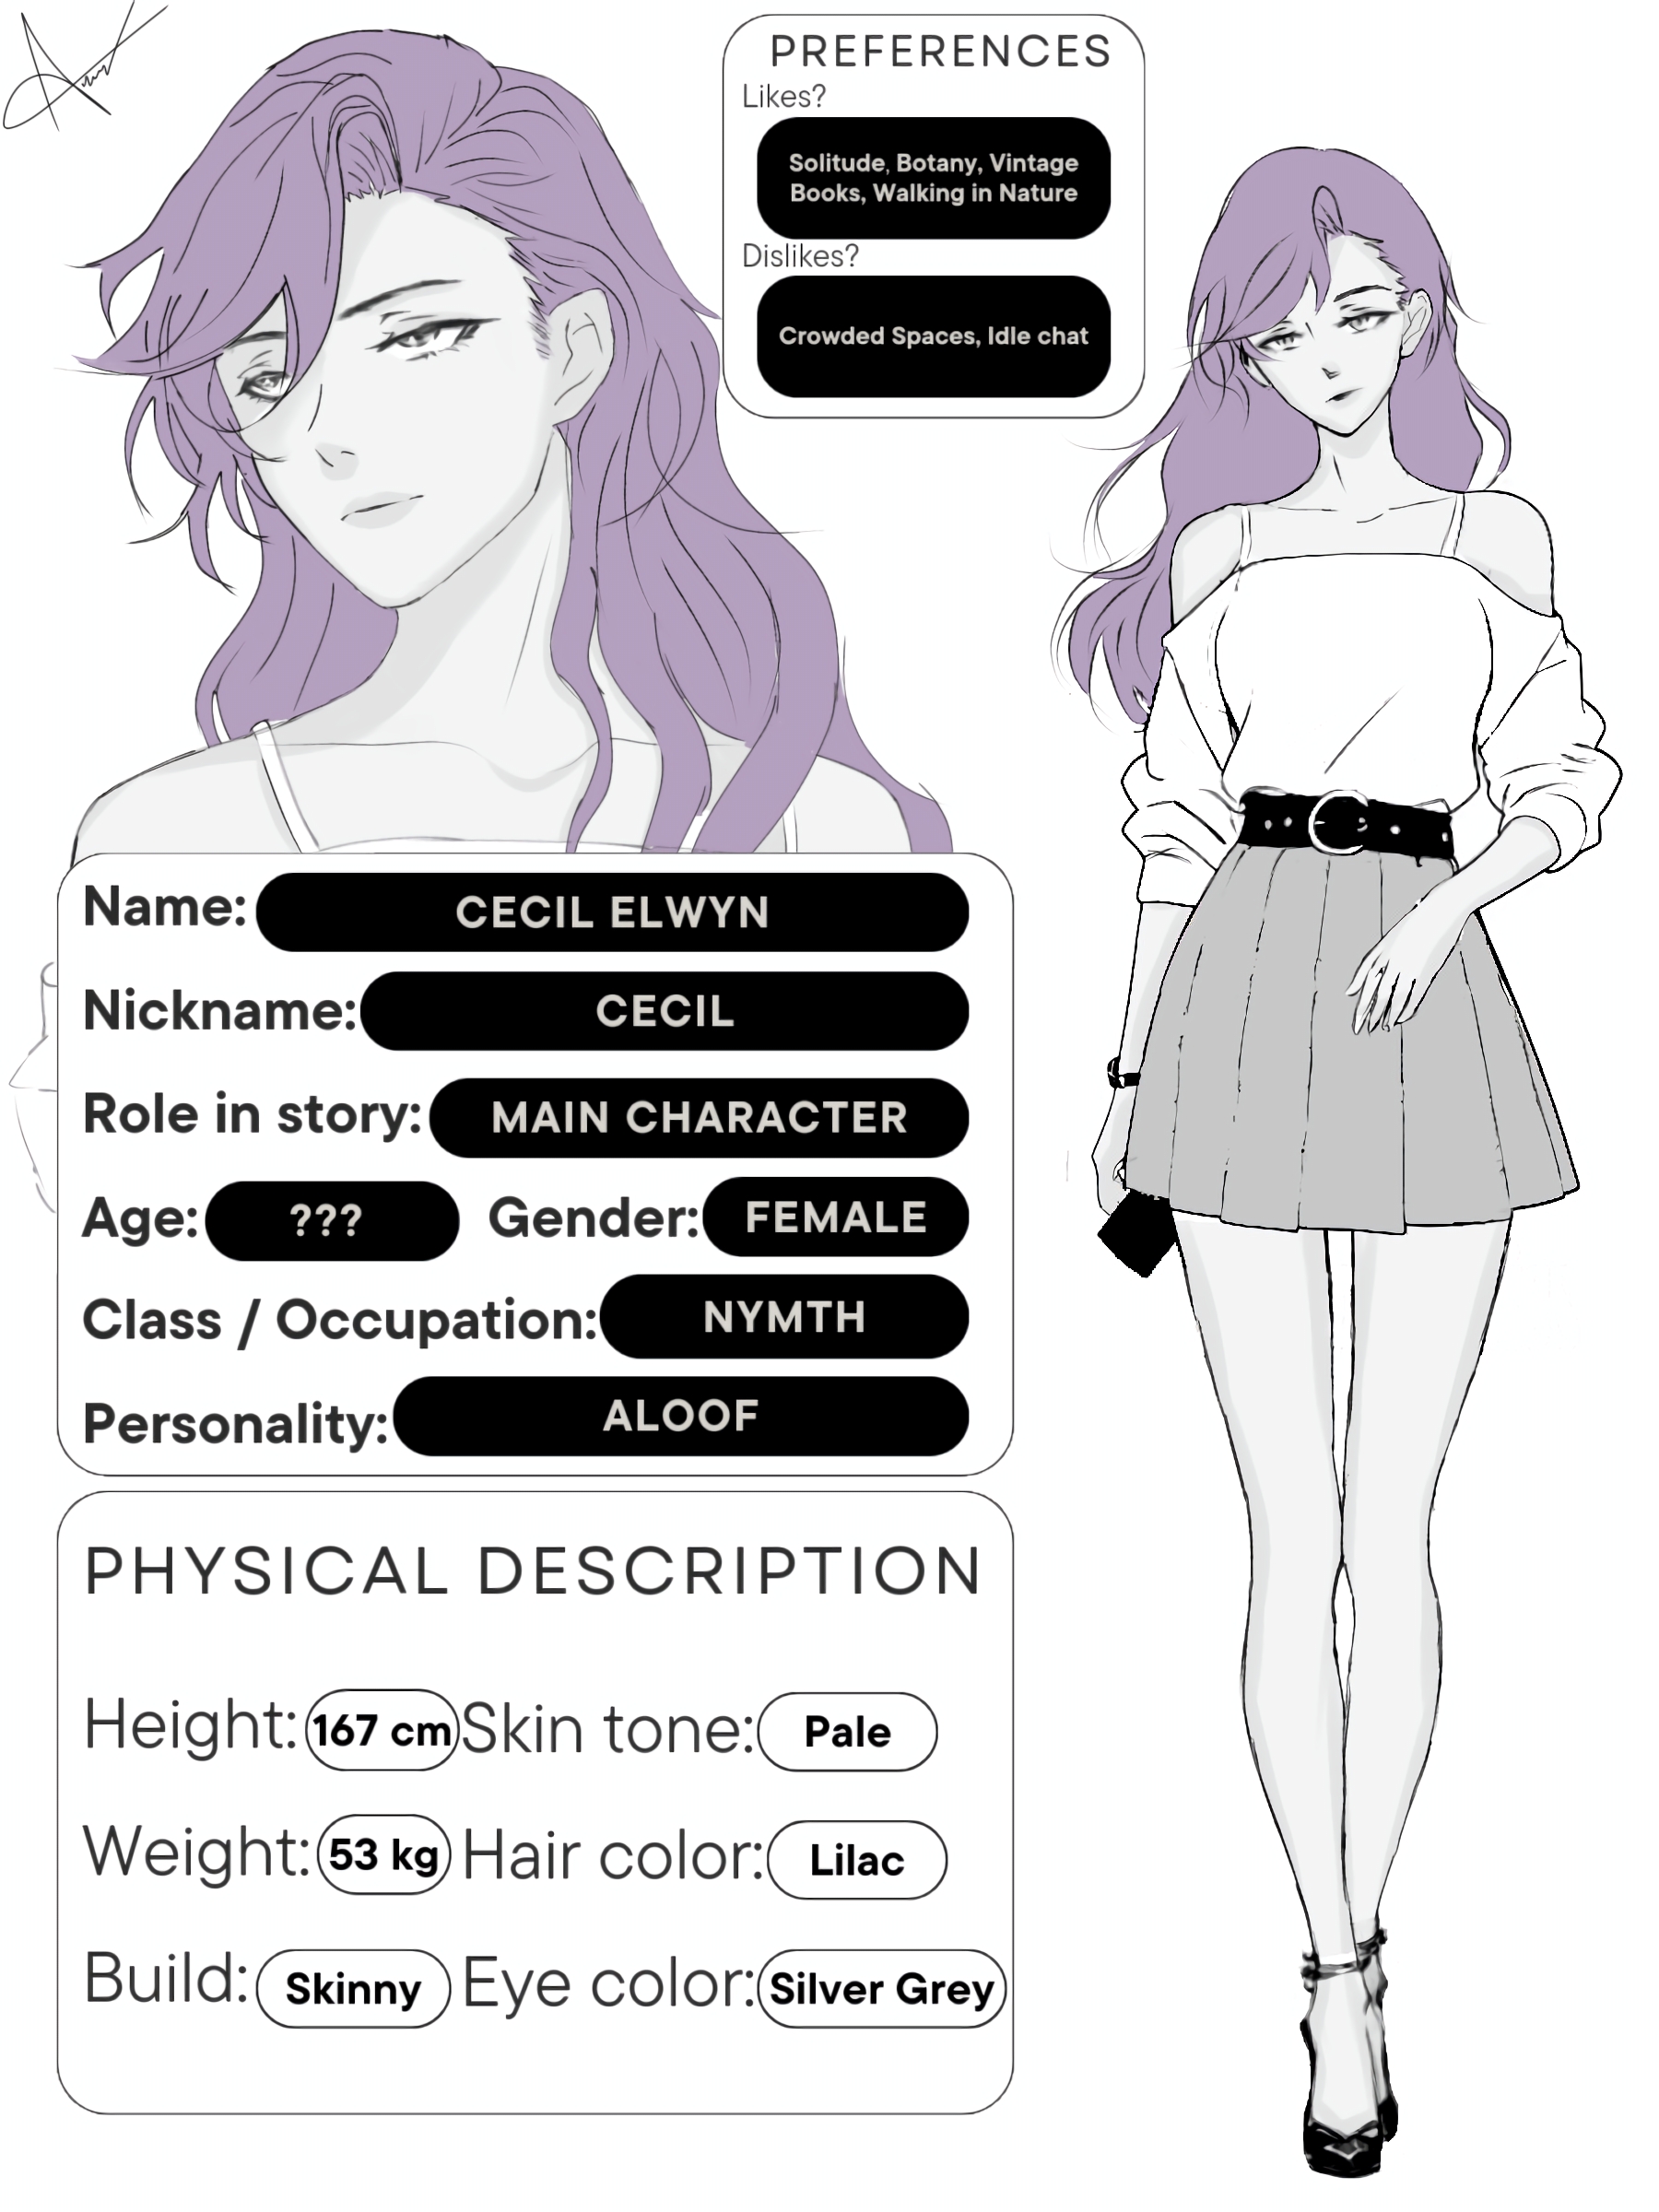 PREFERENCES
Likes?
Solitude, Botany, Vintage
Books, Walking in Nature
Dislikes?
Crowded Spaces, Idle chat
Name: CECIL ELWYN
Nickname: CECIL
Role in story: MAIN CHARACTER
Age: ??? Gender: FEMALE
Class / Occupation: NYMTH
Personality: ALOOF
PHYSICAL DESCRIPTION
Height: 167 cm Skin tone: Pale
Weight: 53 kg Hair color: Lilac
Build: Skinny Eye color: Silver Grey